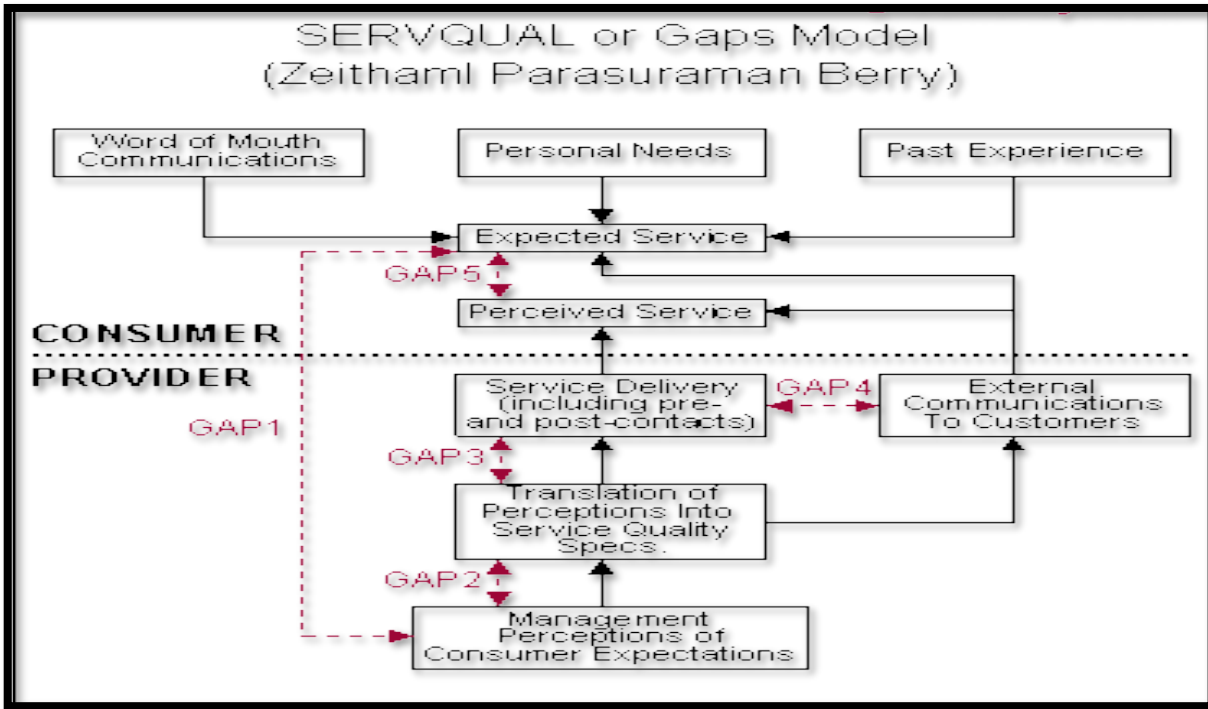 SERVQUAL or Gaps Model
(Zeithaml Parasuraman Berry)
Word of Mouth
Communications
Personal Needs
Past Experience
Expected Service
GAP5
Perceived Service
CONSUMER
PROVIDER
GAP1
Service Delivery
(including pre-
and post-contacts)
GAP4
External
Communications
To Customers
GAP3
Translation of
Perceptions Into
Service Quality
Specs.
GAP2
Management
Perceptions of
Consumer Expectations